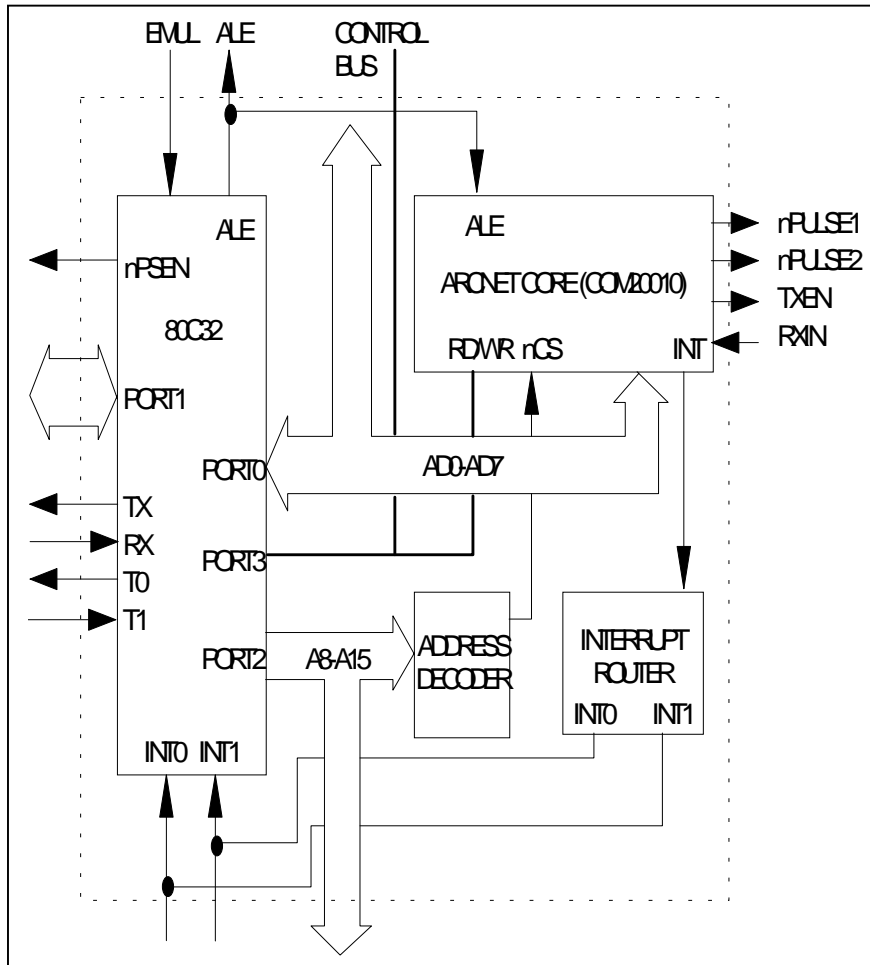 EMUL ALE CONTROL
BUS
ALE
ALE
nPSEN
ARCNET CORE (COM20010)
80C32
RD/WR nCS INT
nPULSE1
nPULSE2
TXEN
RXIN
PORT1
PORT0
AD0-AD7
TX
RX
T0
T1
PORT3
PORT2
A8-A15
ADDRESS
DECODER
INTERRUPT
ROUTER
INT0 INT1
INT0 INT1